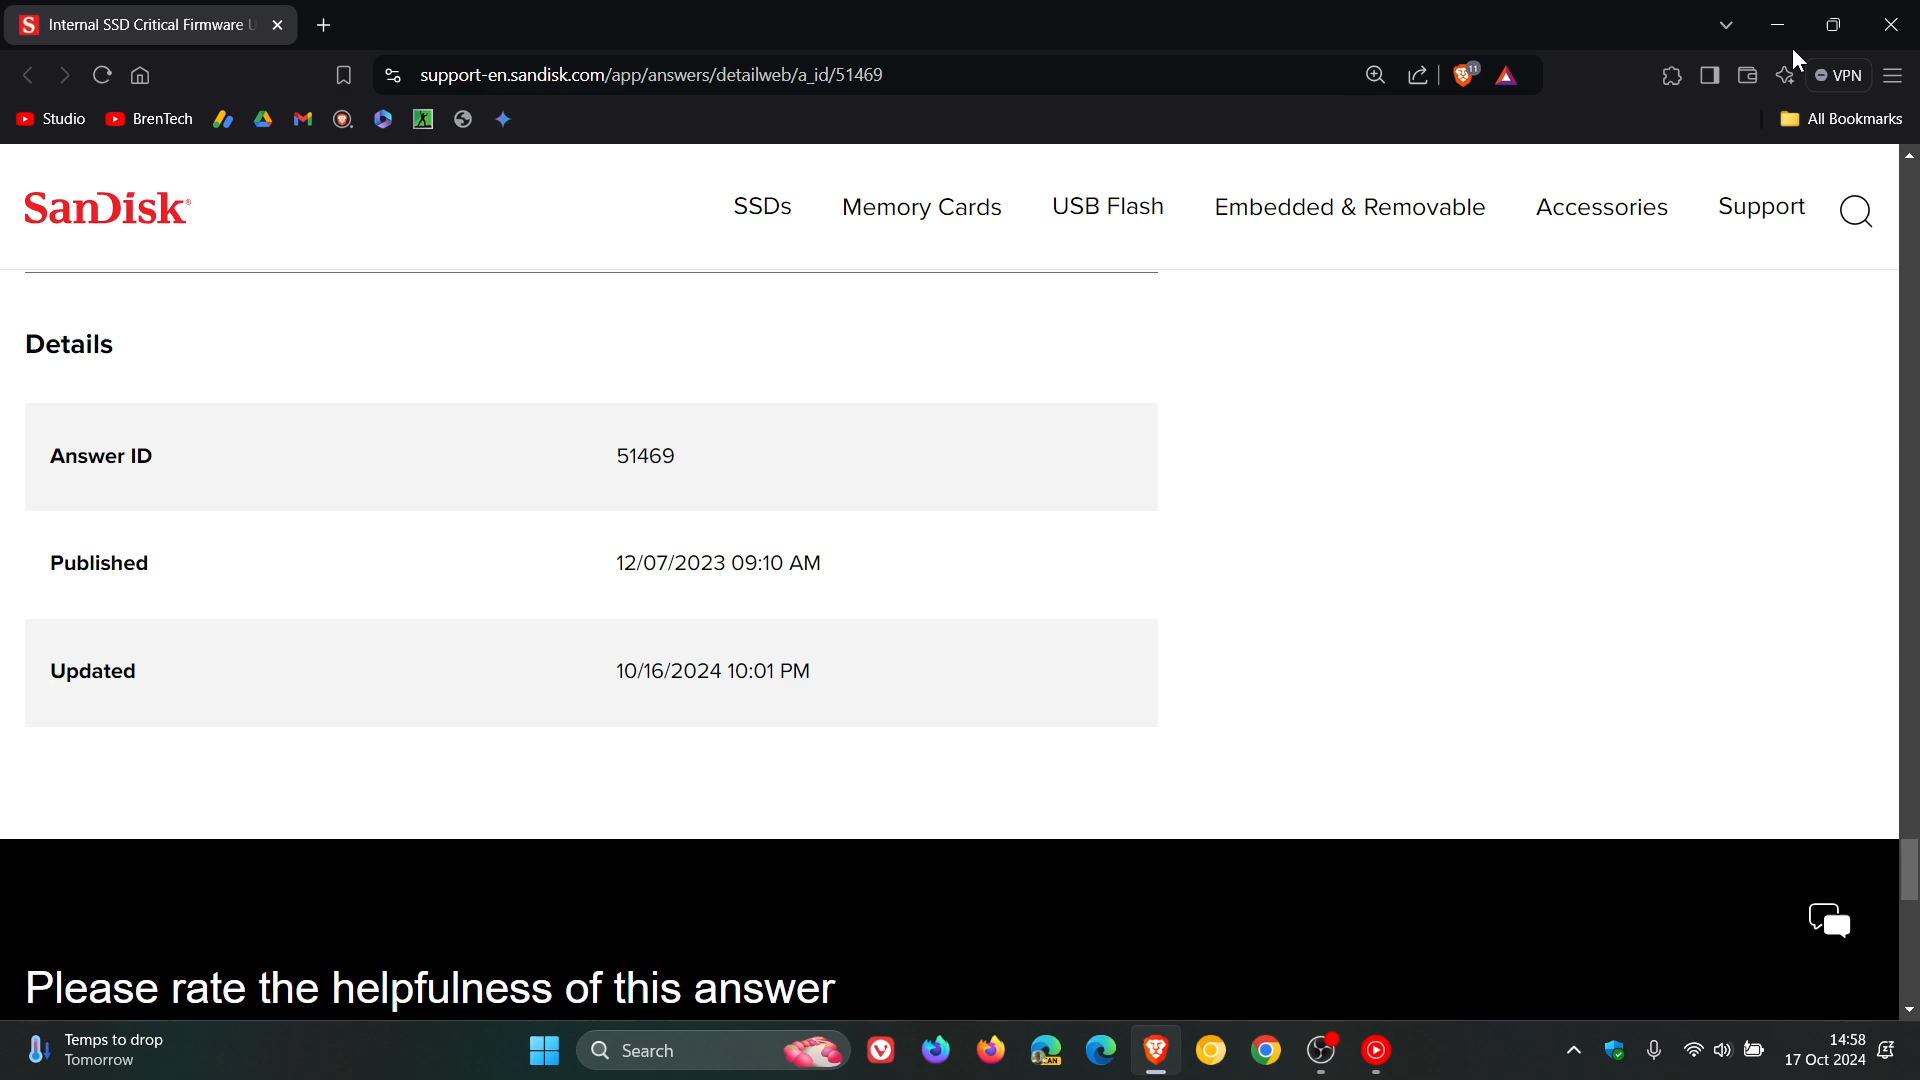 Internal SSD Critical Firmware U
support-en.sandisk.com/app/answers/detailweb/a_id/51469
11
VPN
Studio
BrenTech
All Bookmarks
SanDisk
SSDs
Memory Cards
USB Flash
Embedded & Removable
Accessories
Support
Details
Answer ID 51469
Published 12/07/2023 09:10 AM
Updated 10/16/2024 10:01 PM
Please rate the helpfulness of this answer
Temps to drop
Tomorrow
Search
CAN
14:58
17 Oct 2024